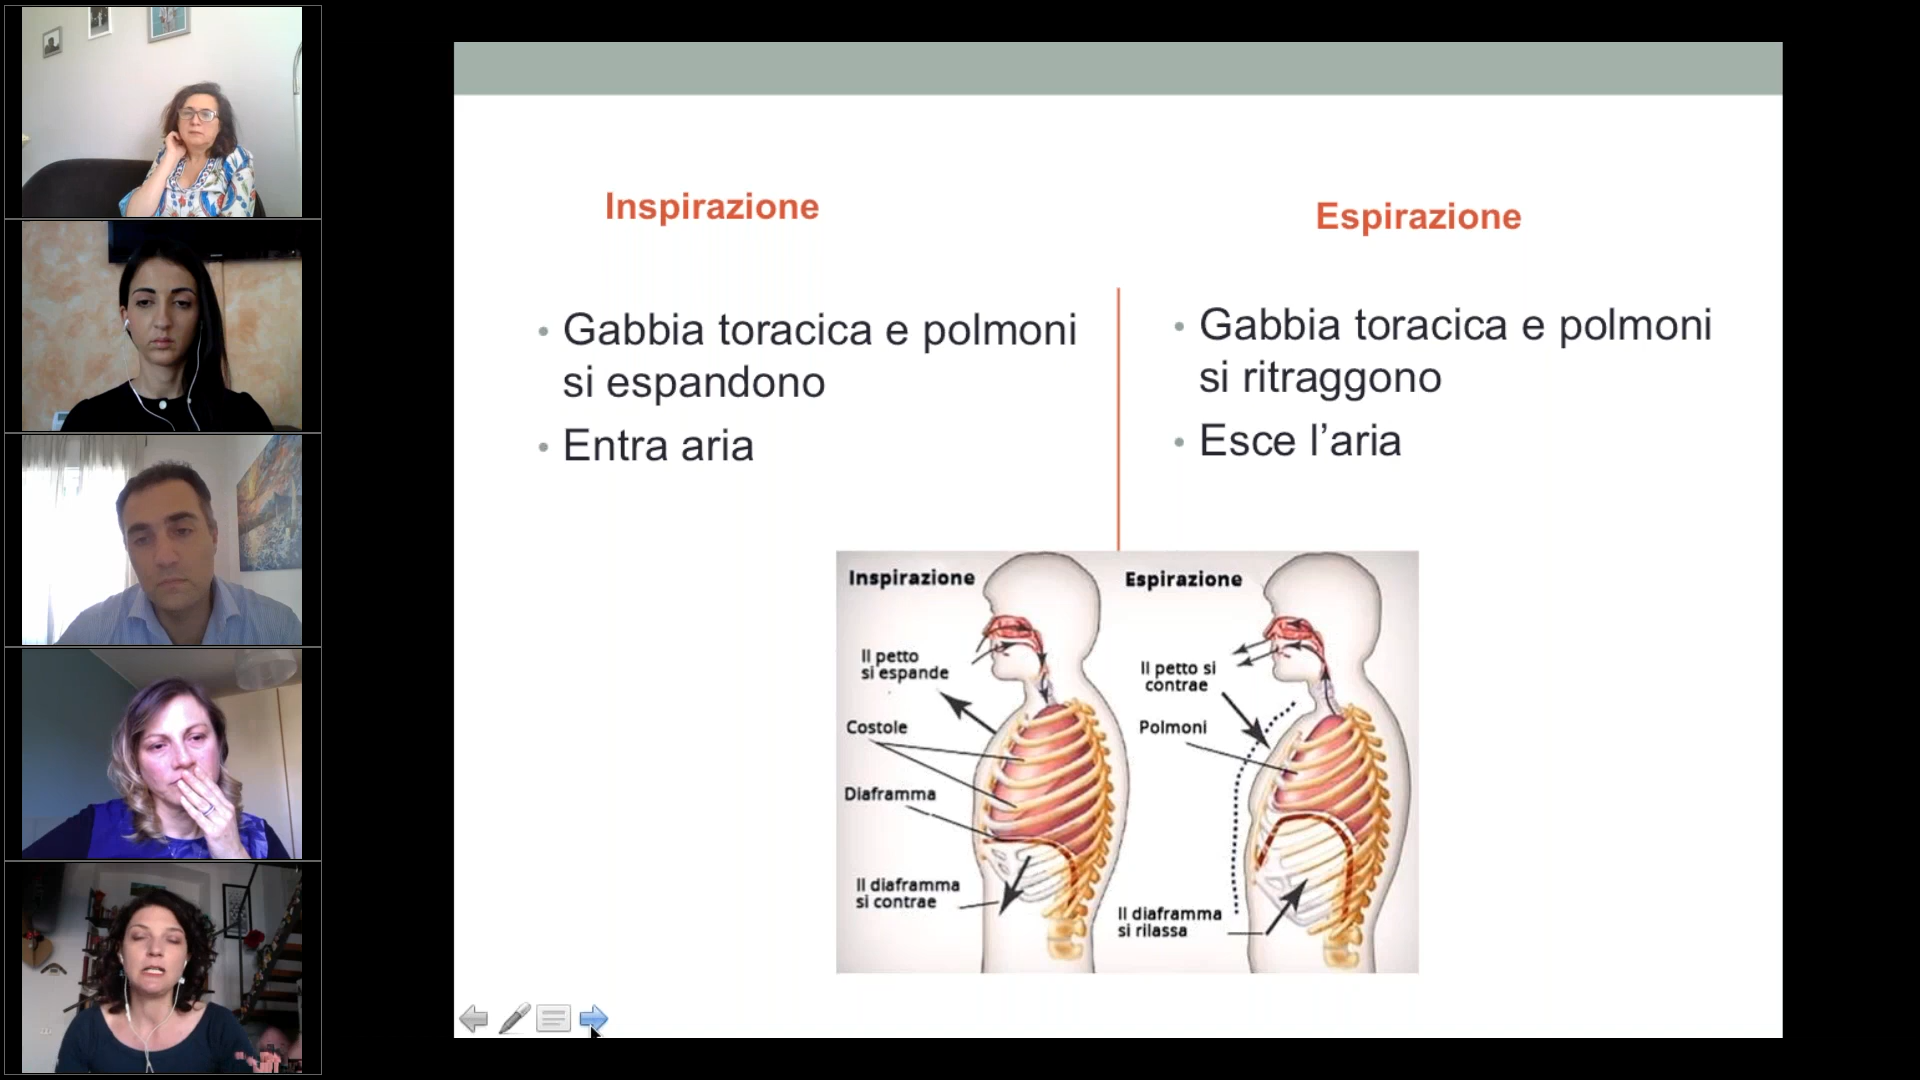 Inspirazione
Gabbia toracica e polmoni
si espandono
Entra aria
Espirazione
Gabbia toracica e polmoni
si ritraggono
Esce l’aria
Inspirazione
Il petto
si espande
Costole
Diaframma
Il diaframma
si contrae
Espirazione
Il petto si
contrae
Polmoni
Il diaframma
si rilassa